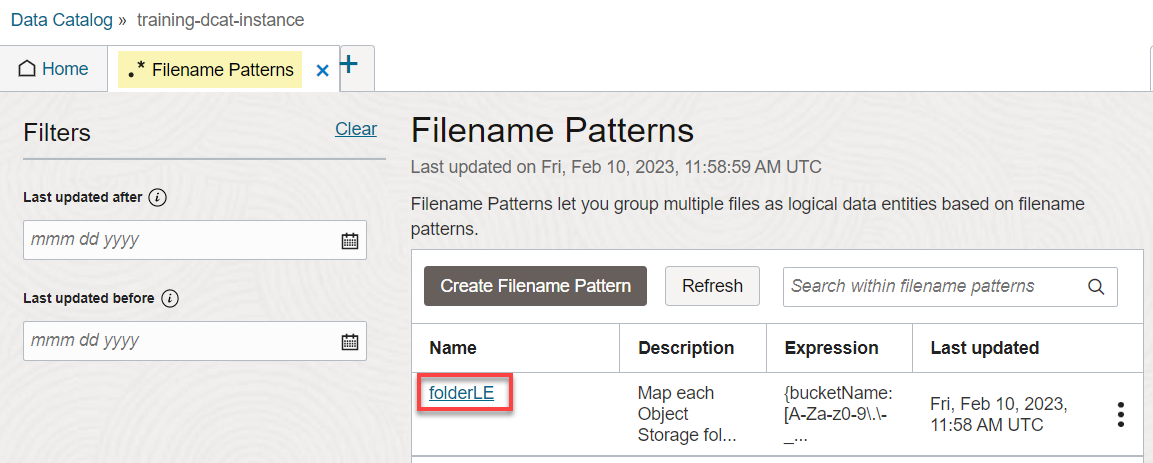 Data Catalog » training-dcat-instance
Home
.* Filename Patterns
Filters
Clear
Last updated after
mmm dd yyyy
Last updated before
mmm dd yyyy
Filename Patterns
Last updated on Fri, Feb 10, 2023, 11:58:59 AM UTC
Filename Patterns let you group multiple files as logical data entities based on filename
patterns.
Create Filename Pattern
Refresh
Search within filename patterns
Name Description Expression Last updated
folderLE
Map each
Object
Storage fol...
{bucketName:
[A-Za-z0-9\.\-
_...
Fri, Feb 10, 2023,
11:58 AM UTC